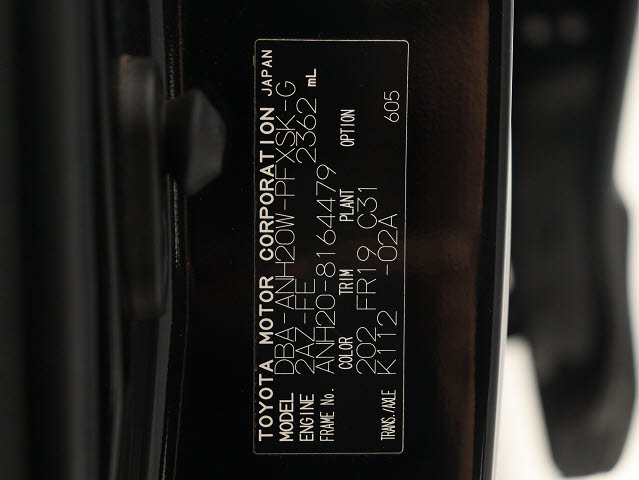 TOYOTA MOTOR CORPORATION JAPAN
MODEL DBA-ANH20W-PFXSK-G
ENGINE 2AZ-FE 2362 mL
FRAME No. ANH20-8164479
COLOR TRIM PLANT OPTION
202 FR19 C31
TRANS./AXLE K112 -02A 605